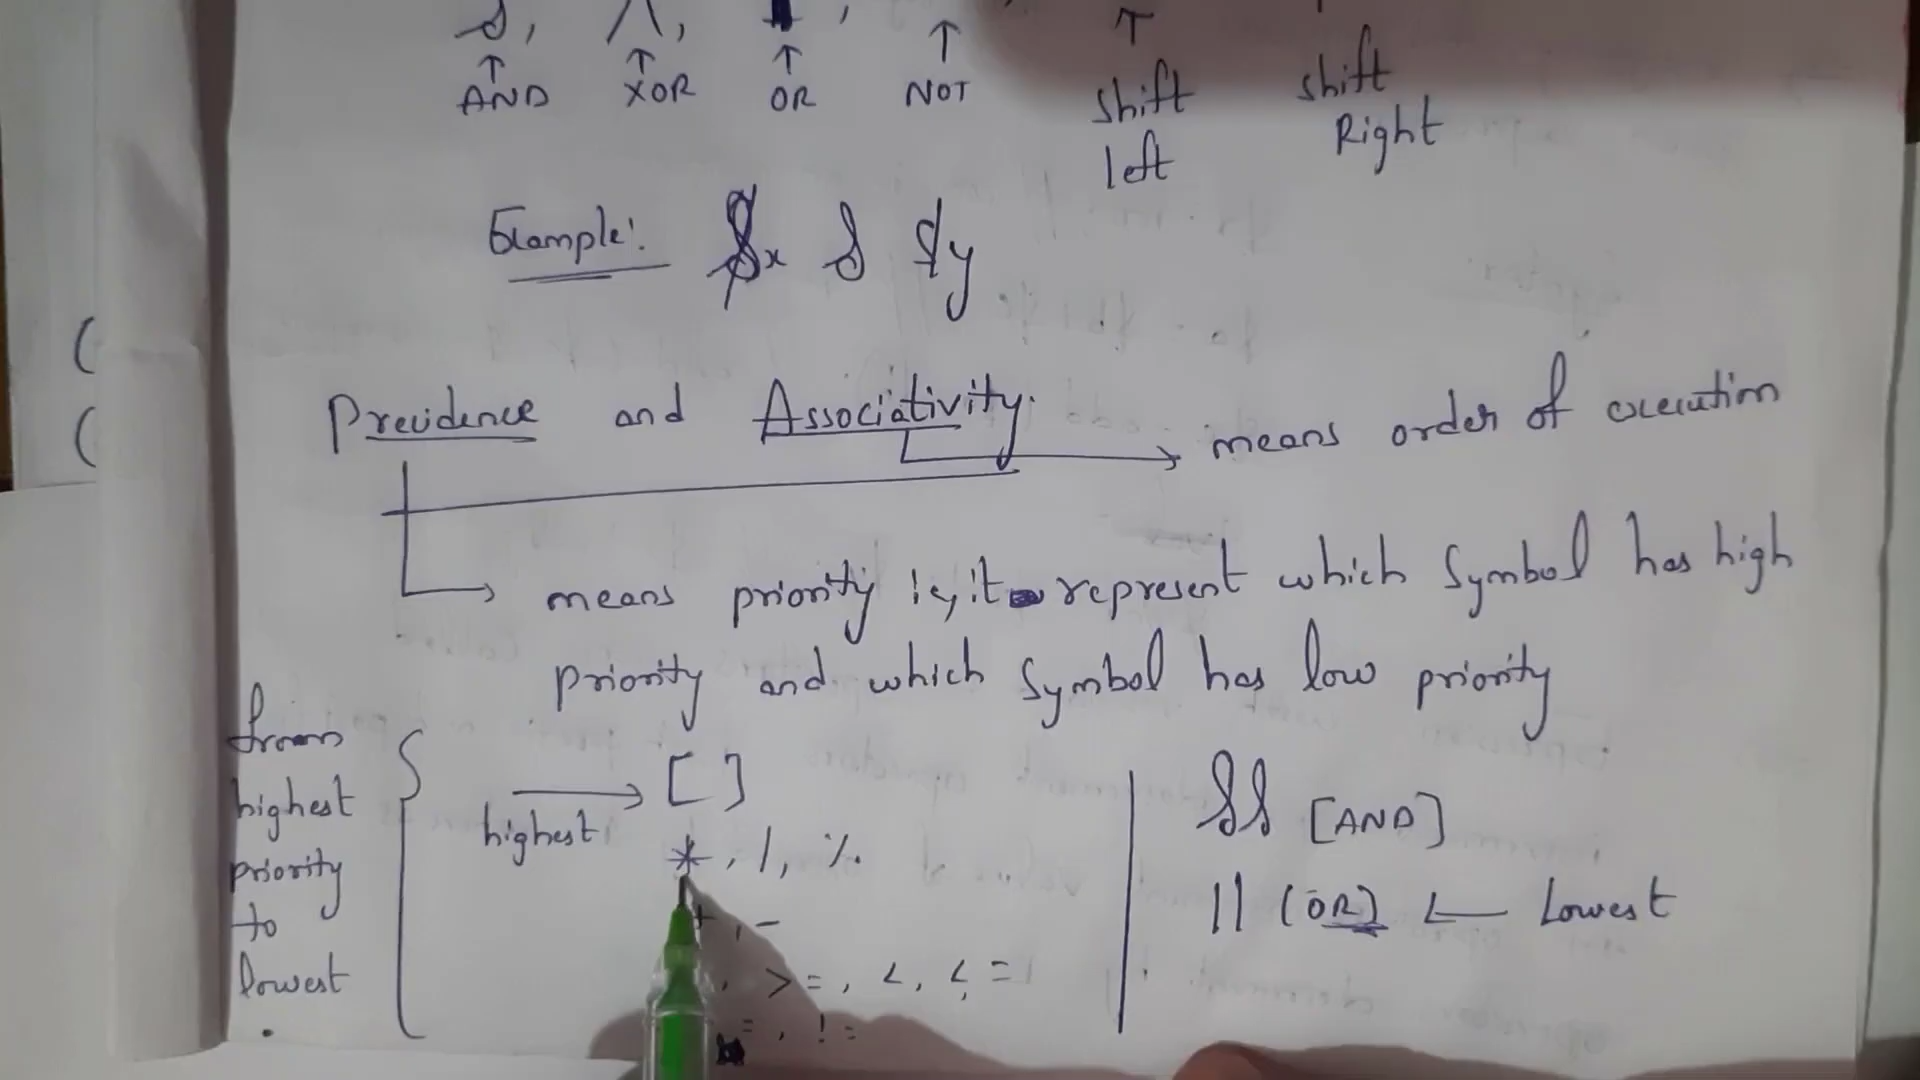 &, ^,
AND XOR OR NOT shift left shift Right
Example: $x & $y
Precidence and Associativity. means order of execution
means priority ie, it represent which symbol has high
priority and which symbol has low priority
from highest priority to lowest
highest [ ]
*, /, %
+, -
, >=, <, <=
=, !=
&& [AND]
|| (OR) Lowest